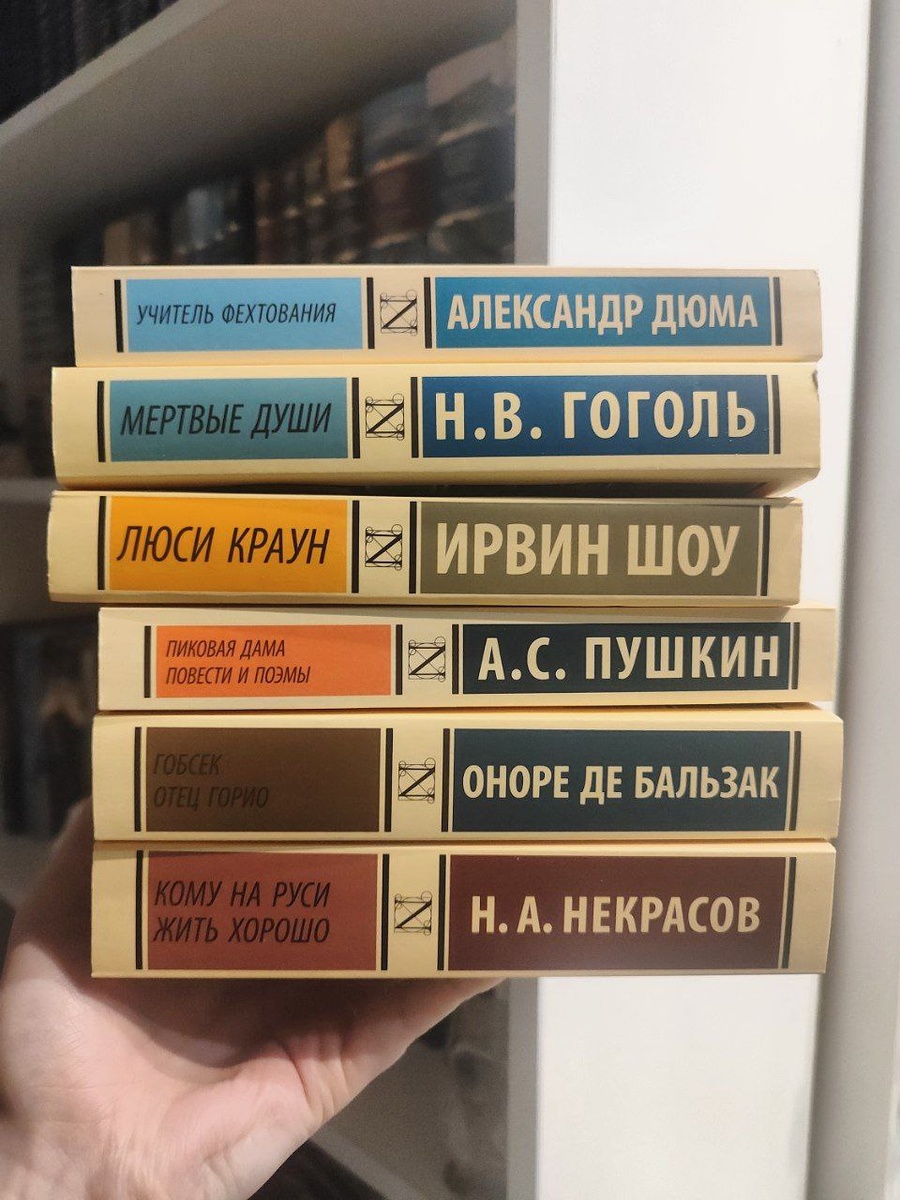 УЧИТЕЛЬ ФЕХТОВАНИЯ
АЛЕКСАНДР ДЮМА
МЕРТВЫЕ ДУШИ
Н.В. ГОГОЛЬ
ЛЮСИ КРАУН
ИРВИН ШОУ
ПИКОВАЯ ДАМА
ПОВЕСТИ И ПОЭМЫ
А.С. ПУШКИН
ГОБСЕК
ОТЕЦ ГОРИО
ОНОРЕ ДЕ БАЛЬЗАК
КОМУ НА РУСИ
ЖИТЬ ХОРОШО
Н. А. НЕКРАСОВ